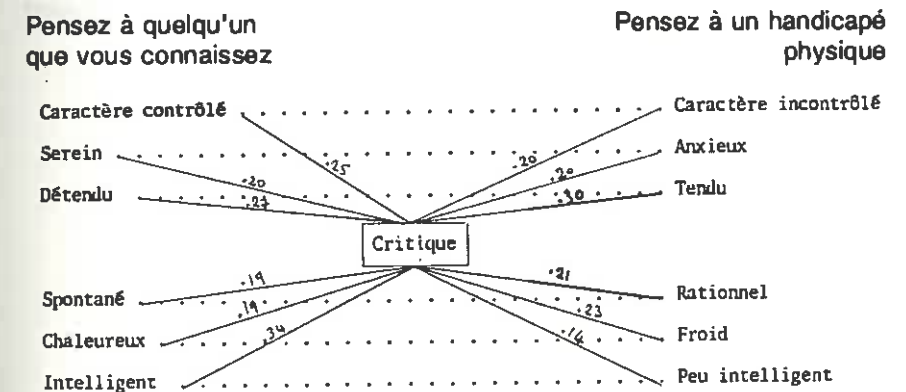 Pensez à quelqu'un
que vous connaissez
Pensez à un handicapé
physique
Caractère contrôlé
Caractère incontrôlé
Serein
Anxieux
Détendu
Tendu
.25
.20
.20
.20
.27
.30
Critique
.19
.21
Spontané
Rationnel
.19
.23
Chaleureux
Froid
.34
.14
Intelligent
Peu intelligent